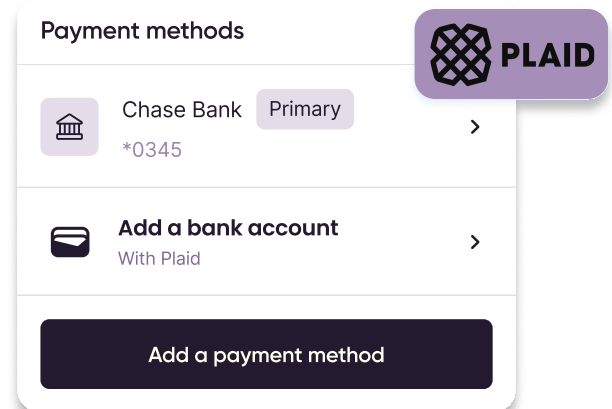 Payment methods
PLAID
Chase Bank Primary
*0345
Add a bank account
With Plaid
Add a payment method